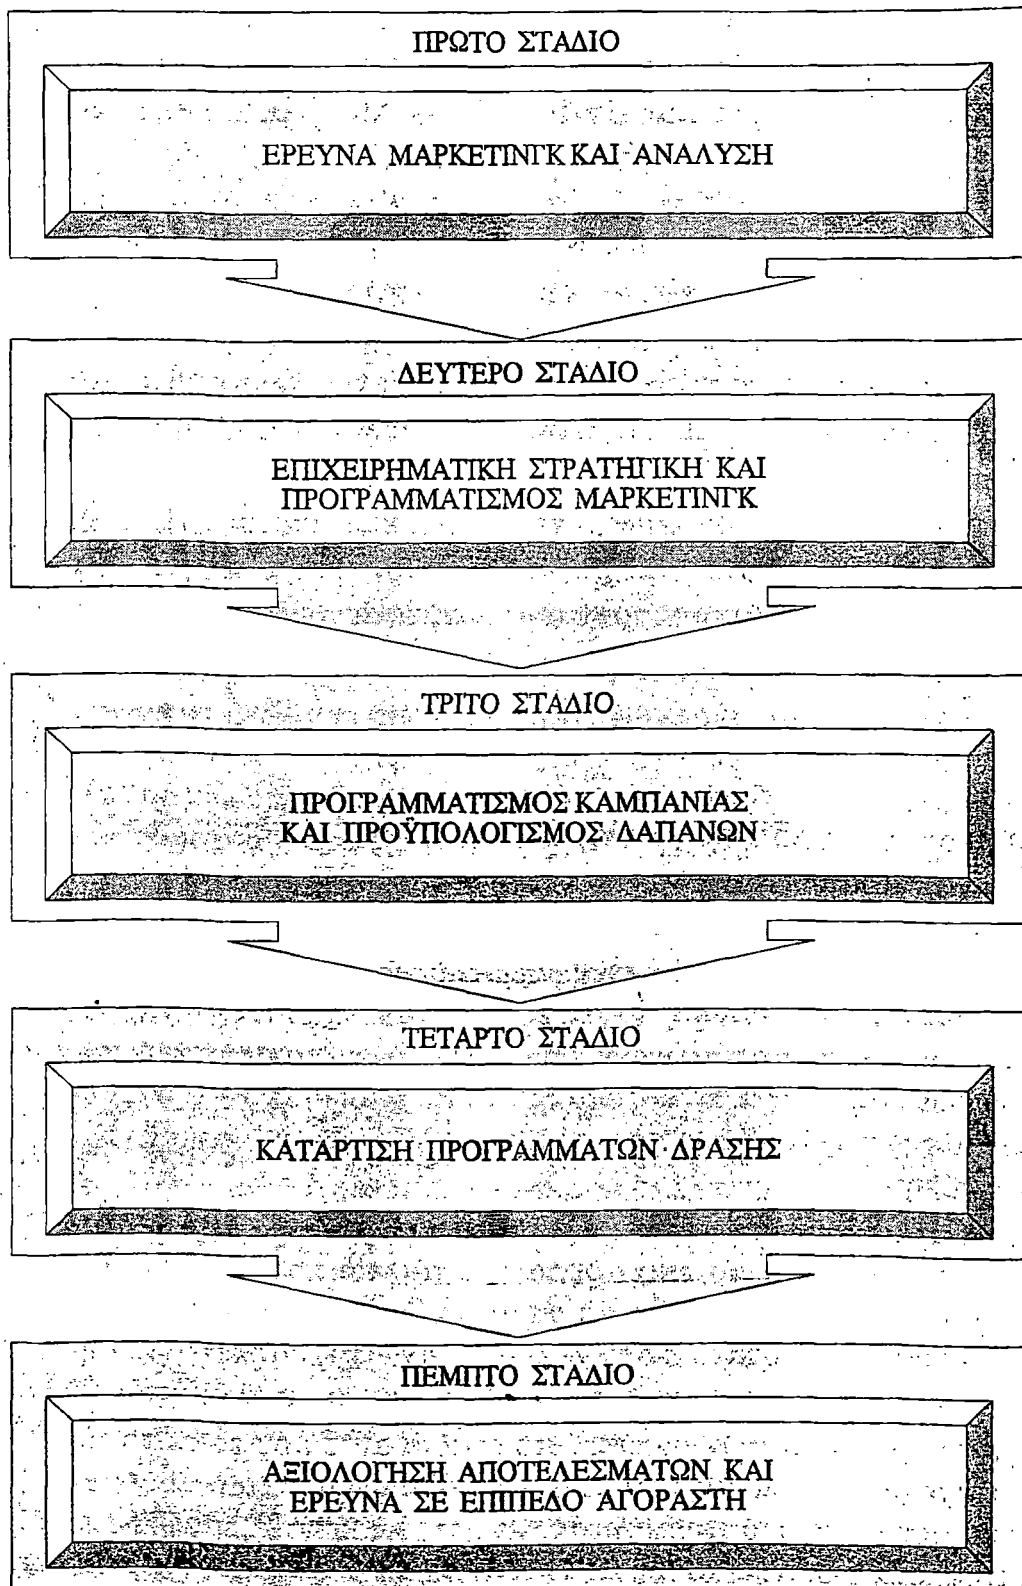 ΠΡΩΤΟ ΣΤΑΔΙΟ
ΕΡΕΥΝΑ ΜΑΡΚΕΤΙΝΓΚ ΚΑΙ ΑΝΑΛΥΣΗ
ΔΕΥΤΕΡΟ ΣΤΑΔΙΟ
ΕΠΙΧΕΙΡΗΜΑΤΙΚΗ ΣΤΡΑΤΗΓΙΚΗ ΚΑΙ
ΠΡΟΓΡΑΜΜΑΤΙΣΜΟΣ ΜΑΡΚΕΤΙΝΓΚ
ΤΡΙΤΟ ΣΤΑΔΙΟ
ΠΡΟΓΡΑΜΜΑΤΙΣΜΟΣ ΚΑΜΠΑΝΙΑΣ
ΚΑΙ ΠΡΟΫΠΟΛΟΓΙΣΜΟΣ ΔΑΠΑΝΩΝ
ΤΕΤΑΡΤΟ ΣΤΑΔΙΟ
ΚΑΤΑΡΤΙΣΗ ΠΡΟΓΡΑΜΜΑΤΩΝ ΔΡΑΣΗΣ
ΠΕΜΠΤΟ ΣΤΑΔΙΟ
ΑΞΙΟΛΟΓΗΣΗ ΑΠΟΤΕΛΕΣΜΑΤΩΝ ΚΑΙ
ΕΡΕΥΝΑ ΣΕ ΕΠΙΠΕΔΟ ΑΓΟΡΑΣΤΗ